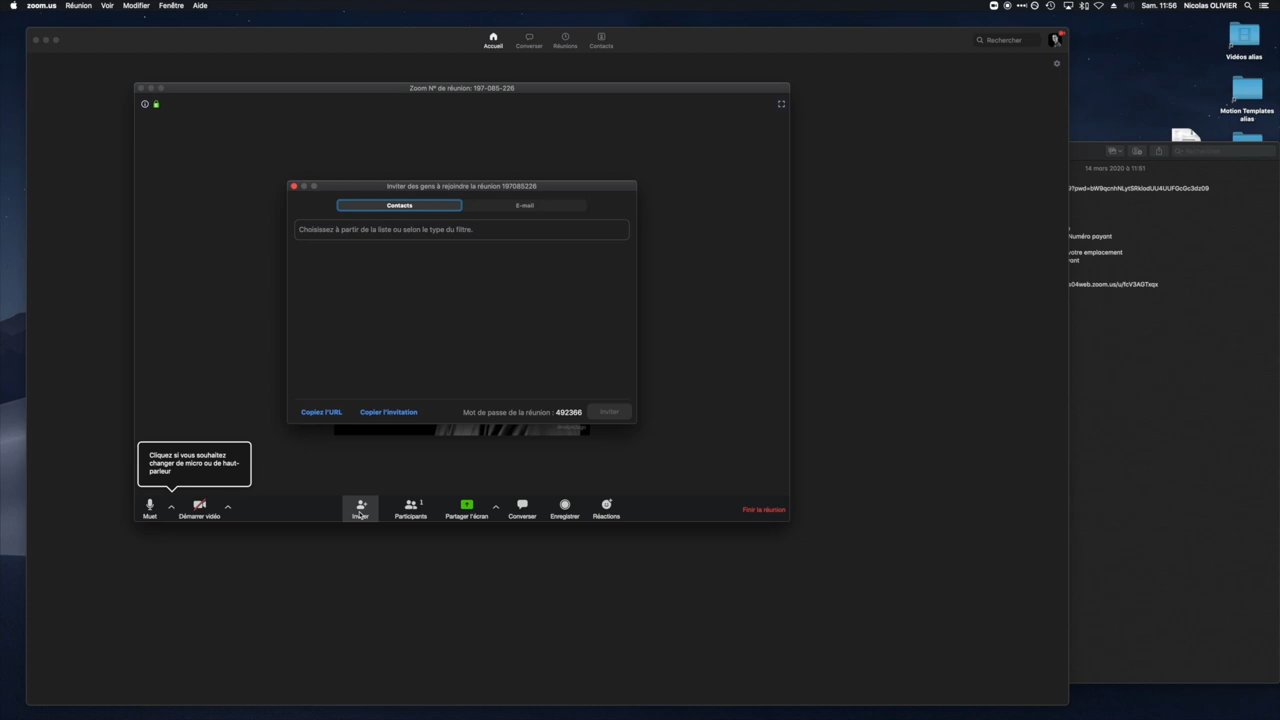 zoom.us Réunion Voir Modifier Fenêtre Aide
Sam. 11:56 Nicolas OLIVIER
Accueil Converser Réunions Contacts
Rechercher
Vidéos alias
Motion Templates
alias
Zoom Nº de réunion: 197-085-226
Inviter des gens à rejoindre la réunion 197085226
Contacts E-mail
Choisissez à partir de la liste ou selon le type du filtre.
Copiez l'URL Copier l'invitation Mot de passe de la réunion : 492366 Inviter
Cliquez si vous souhaitez
changer de micro ou de haut-
parleur
Muet Démarrer vidéo Inviter Participants 1 Partager l'écran Converser Enregistrer Réactions Finir la réunion
Rechercher
14 mars 2020 à 11:51
Numéro payant
votre emplacement